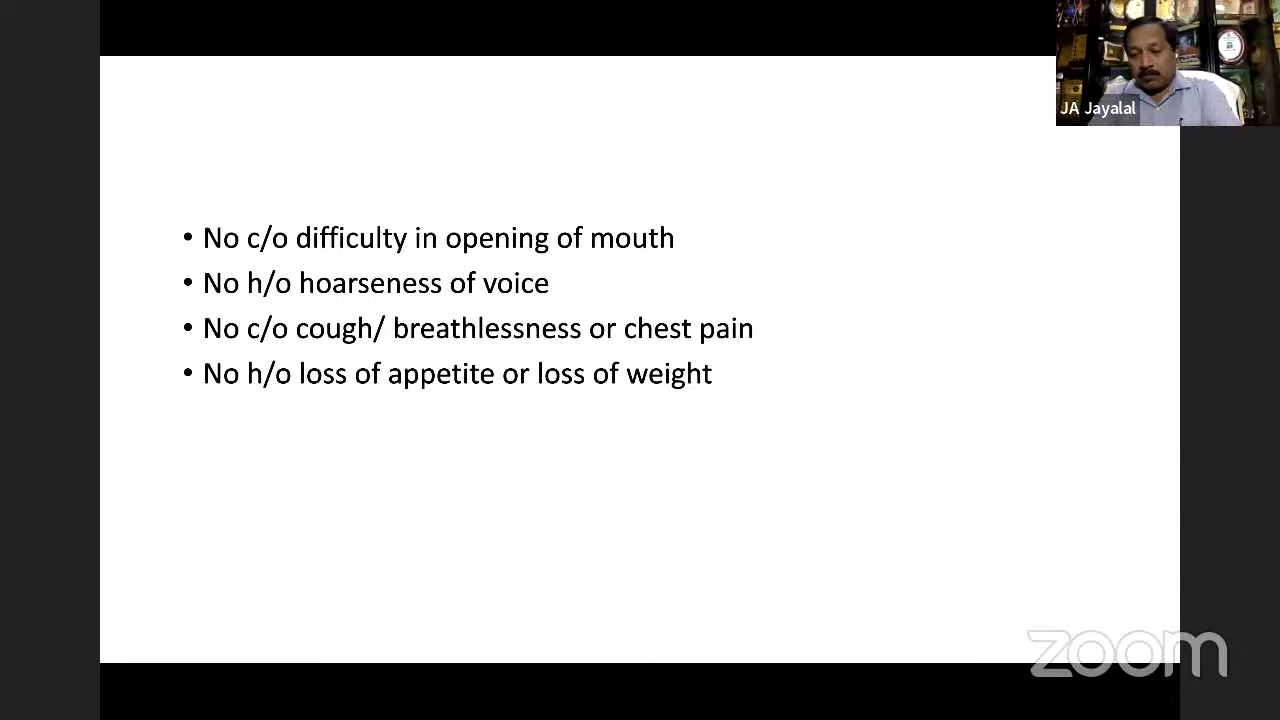 JA Jayalal
• No c/o difficulty in opening of mouth
• No h/o hoarseness of voice
• No c/o cough/ breathlessness or chest pain
• No h/o loss of appetite or loss of weight
zoom